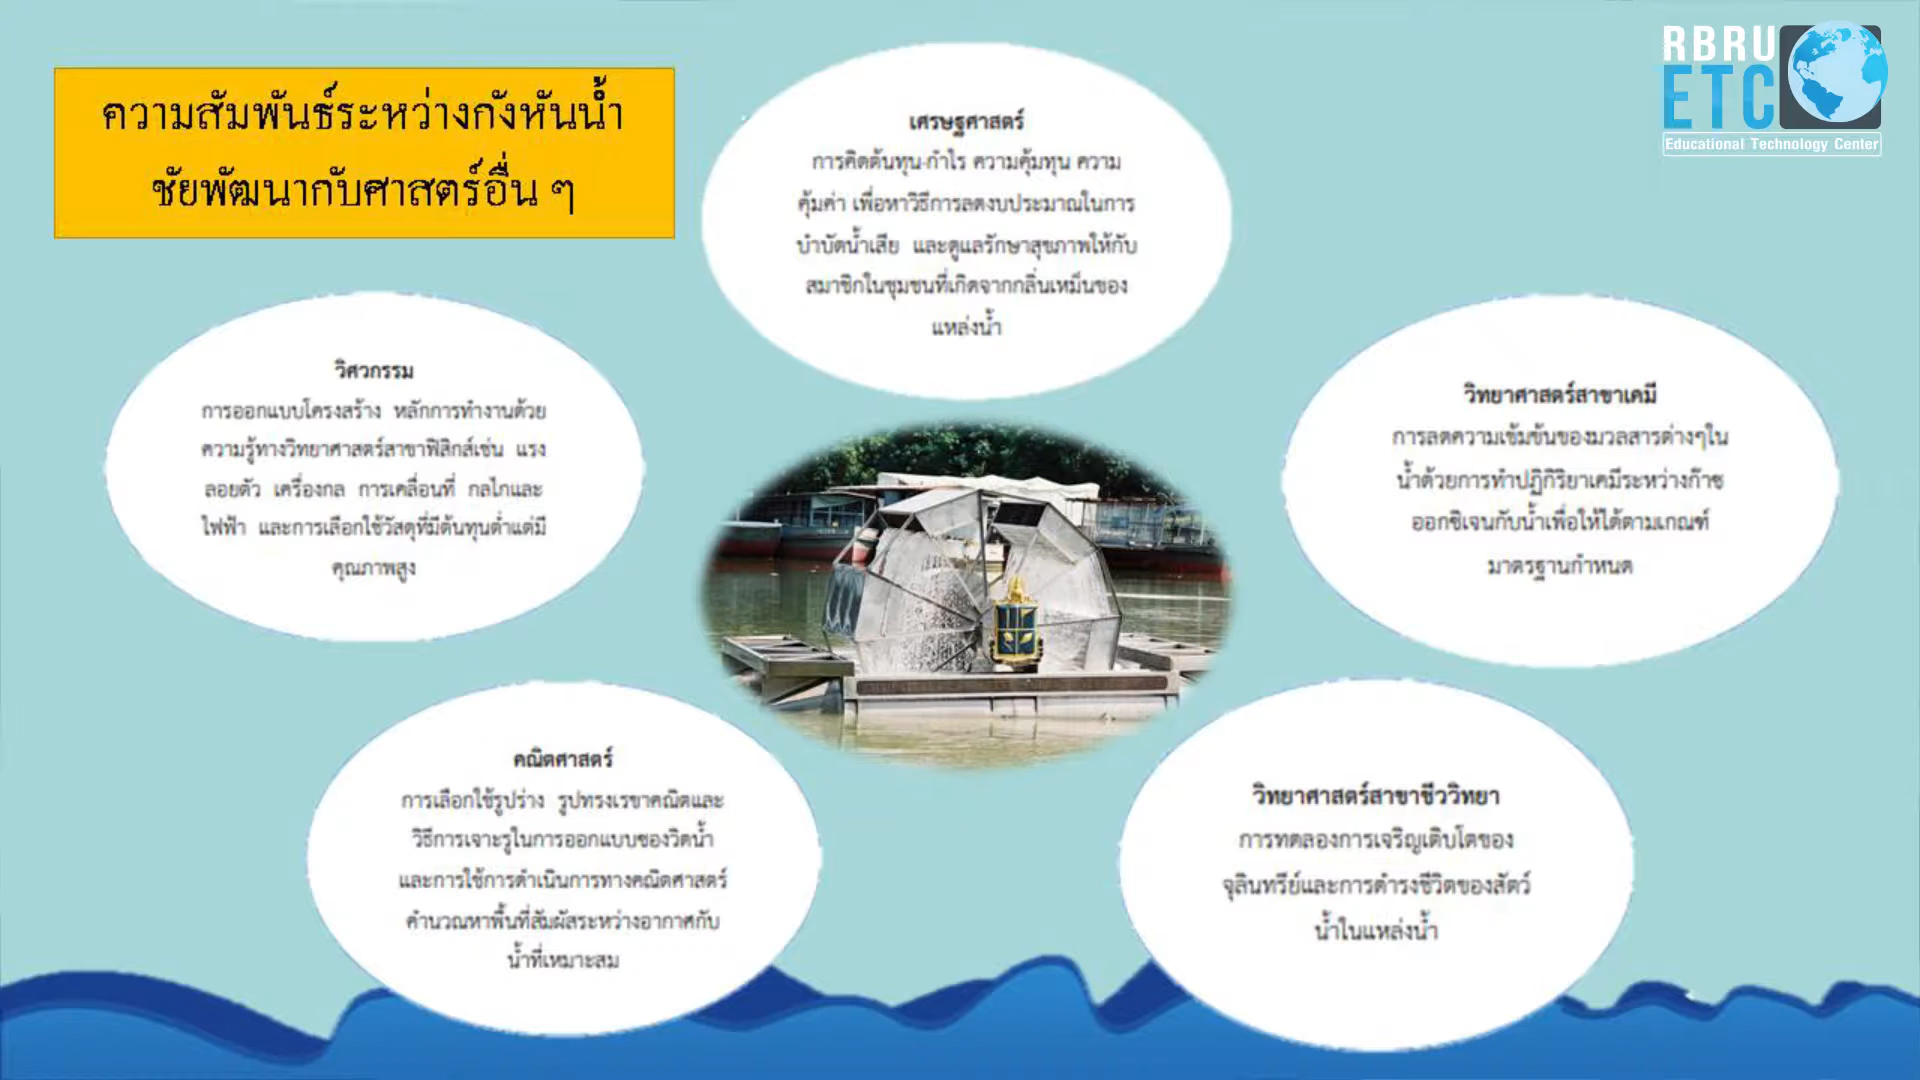 ความสัมพันธ์ระหว่างกังหันน้ำ
ชัยพัฒนากับศาสตร์อื่น ๆ
RBRU
ETC
Educational Technology Center
เศรษฐศาสตร์
การคิดต้นทุน-กำไร ความคุ้มทุน ความ
คุ้มค่า เพื่อหาวิธีการลดงบประมาณในการ
บำบัดน้ำเสีย และดูแลรักษาสุขภาพให้กับ
สมาชิกในชุมชนที่เกิดจากกลิ่นเหม็นของ
แหล่งน้ำ
วิศวกรรม
การออกแบบโครงสร้าง หลักการทำงานด้วย
ความรู้ทางวิทยาศาสตร์สาขาฟิสิกส์เช่น แรง
ลอยตัว เครื่องกล การเคลื่อนที่ กลไกและ
ไฟฟ้า และการเลือกใช้วัสดุที่มีต้นทุนต่ำแต่มี
คุณภาพสูง
วิทยาศาสตร์สาขาเคมี
การลดความเข้มข้นของมวลสารต่างๆใน
น้ำด้วยการทำปฏิกิริยาเคมีระหว่างก๊าซ
ออกซิเจนกับน้ำเพื่อให้ได้ตามเกณฑ์
มาตรฐานกำหนด
คณิตศาสตร์
การเลือกใช้รูปร่าง รูปทรงเรขาคณิตและ
วิธีการเจาะรูในการออกแบบซองวิดน้ำ
และการใช้การดำเนินการทางคณิตศาสตร์
คำนวณหาพื้นที่สัมผัสระหว่างอากาศกับ
น้ำที่เหมาะสม
วิทยาศาสตร์สาขาชีววิทยา
การทดลองการเจริญเติบโตของ
จุลินทรีย์และการดำรงชีวิตของสัตว์
น้ำในแหล่งน้ำ